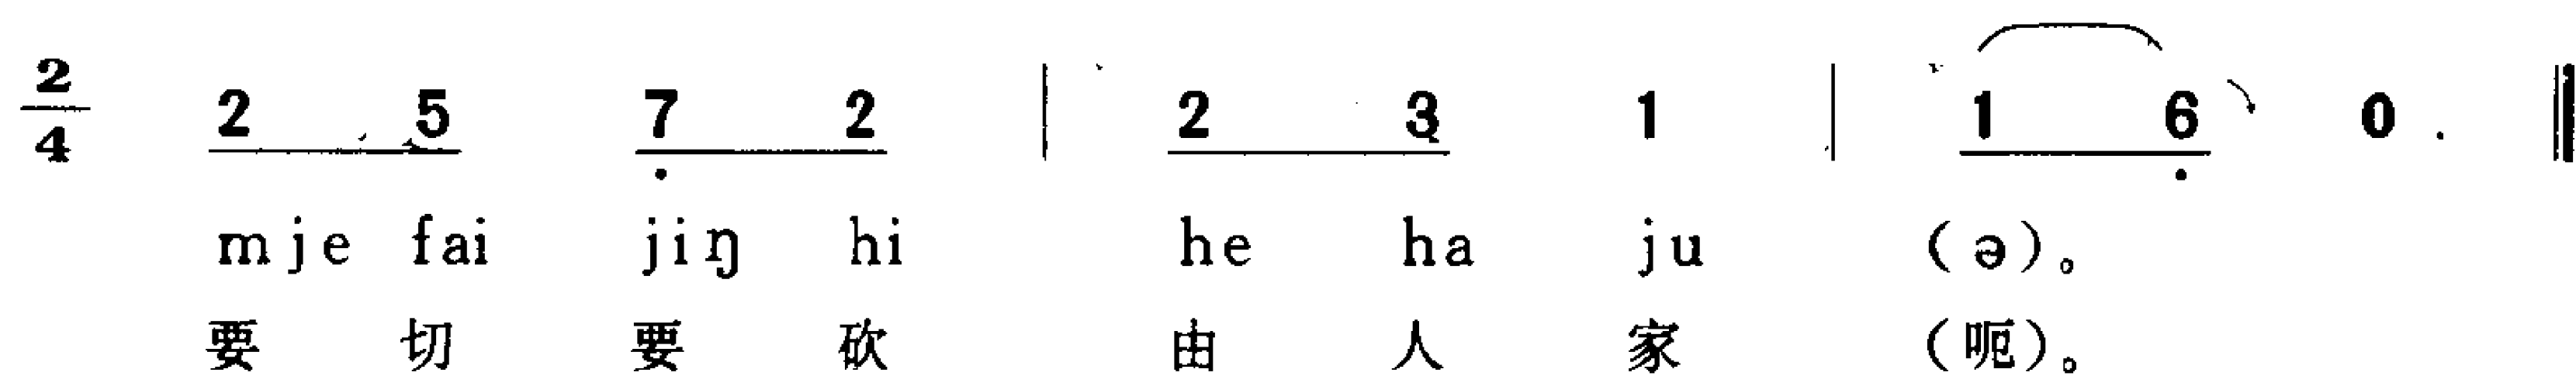 2/4 2 5 7 2 | 2 3 1 | 1 6 0 ‖
mje fai jiŋ hi he ha ju (ə)。
要 切 要 砍 由 人 家 (呃)。